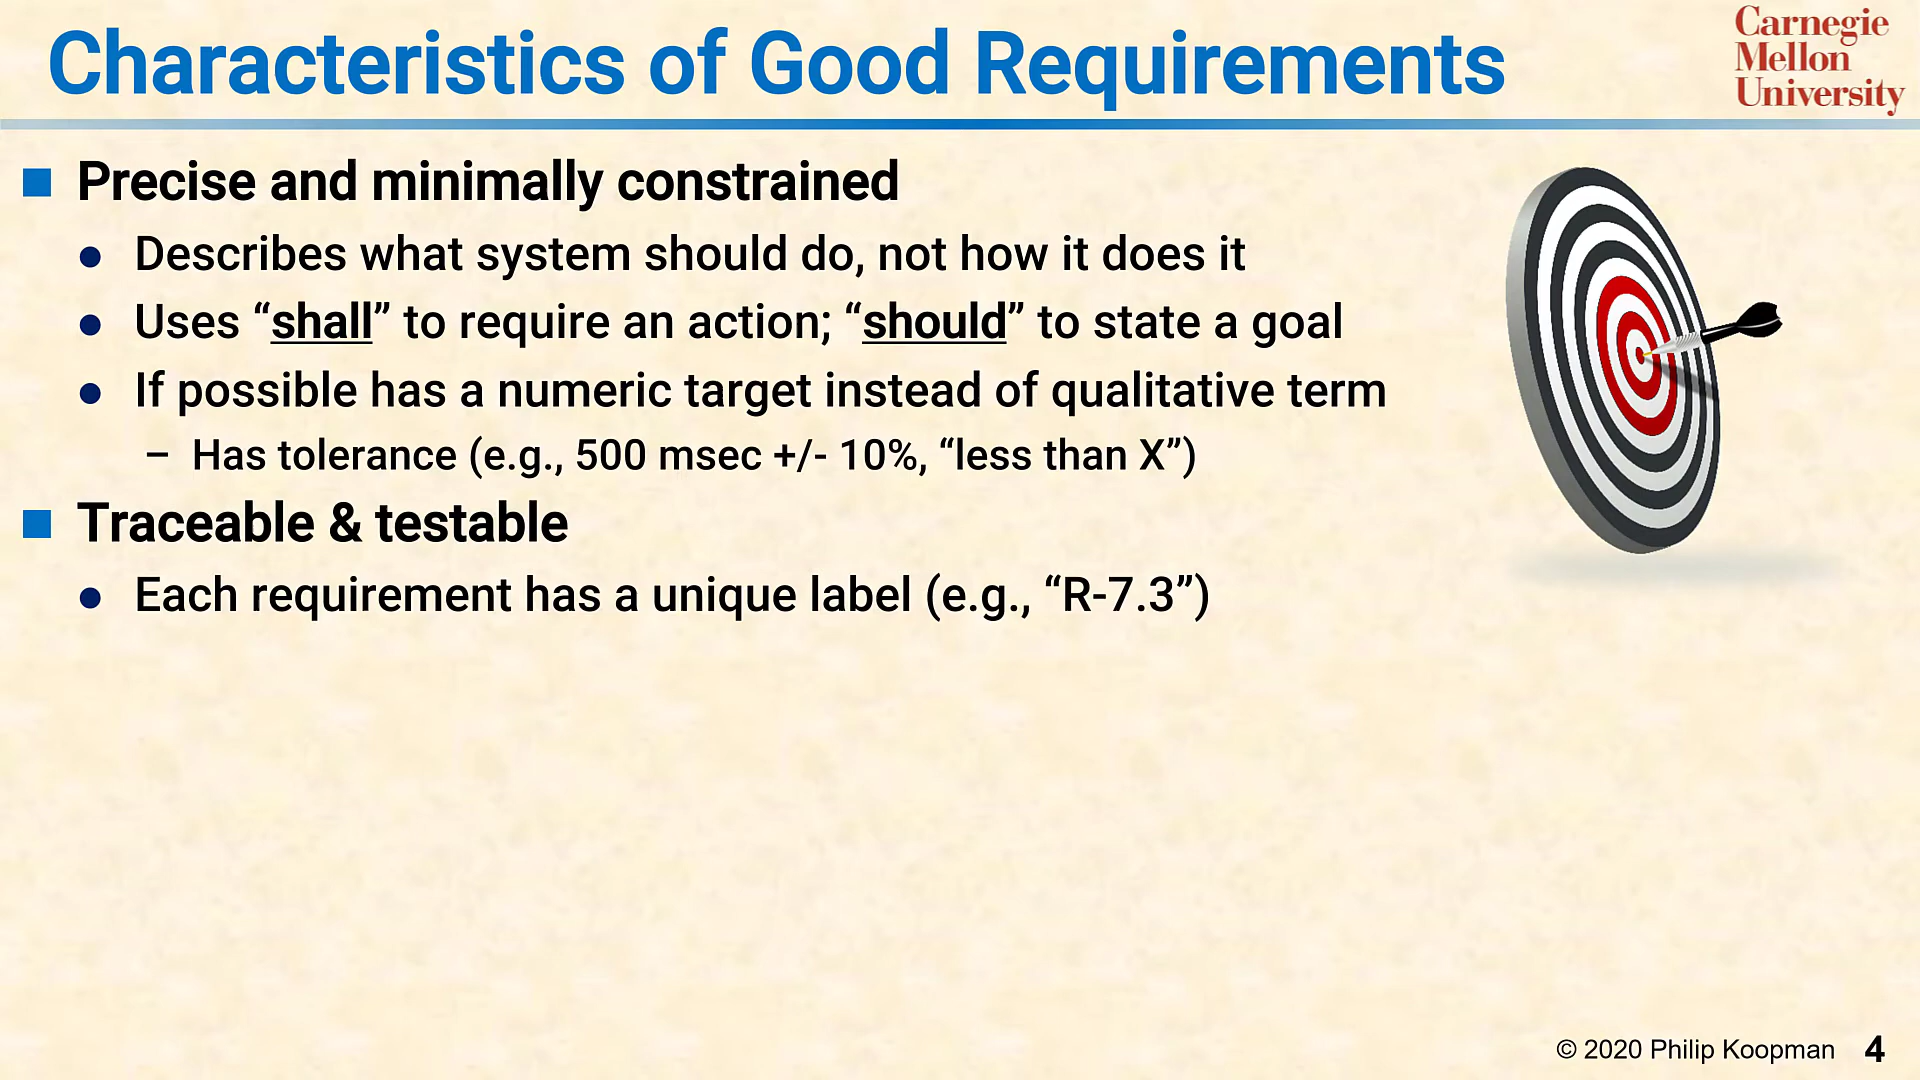 Characteristics of Good Requirements
Carnegie
Mellon
University
Precise and minimally constrained
Describes what system should do, not how it does it
Uses “shall” to require an action; “should” to state a goal
If possible has a numeric target instead of qualitative term
– Has tolerance (e.g., 500 msec +/- 10%, “less than X”)
Traceable & testable
Each requirement has a unique label (e.g., “R-7.3”)
© 2020 Philip Koopman 4